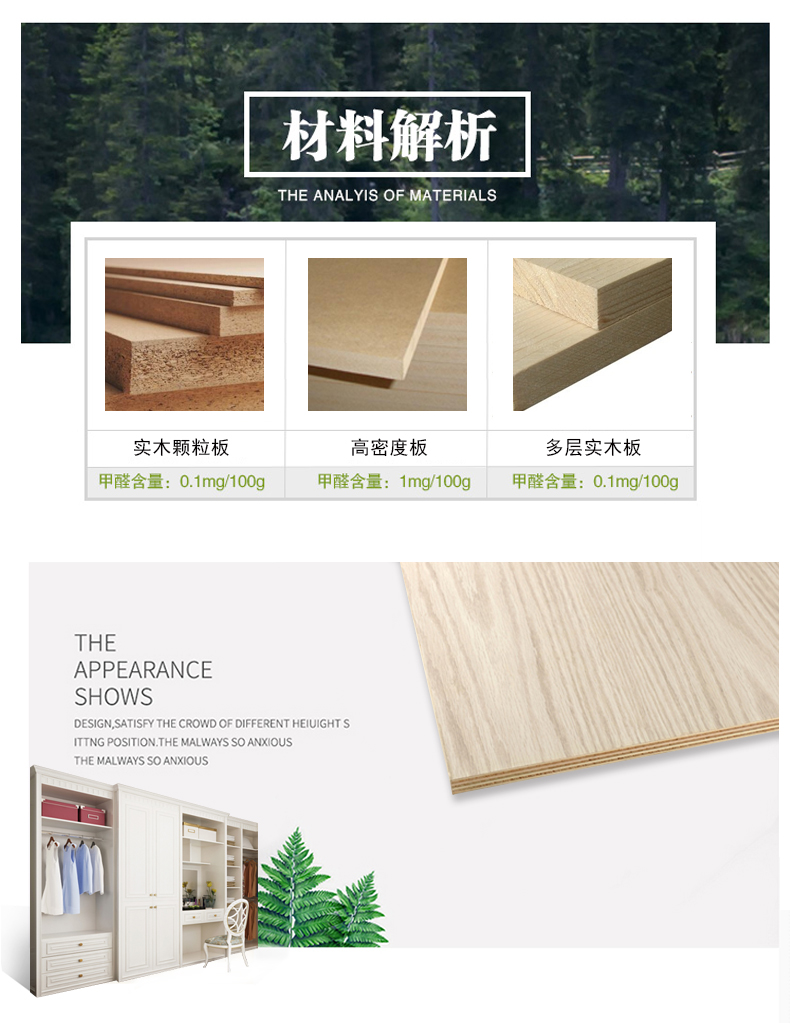 材料解析
THE ANALYIS OF MATERIALS
实木颗粒板
高密度板
多层实木板
甲醛含量：0.1mg/100g
甲醛含量：1mg/100g
甲醛含量：0.1mg/100g
THE
APPEARANCE
SHOWS
DESIGN,SATISFY THE CROWD OF DIFFERENT HEIUIGHT S
ITTNG POSITION.THE MALWAYS SO ANXIOUS
THE MALWAYS SO ANXIOUS